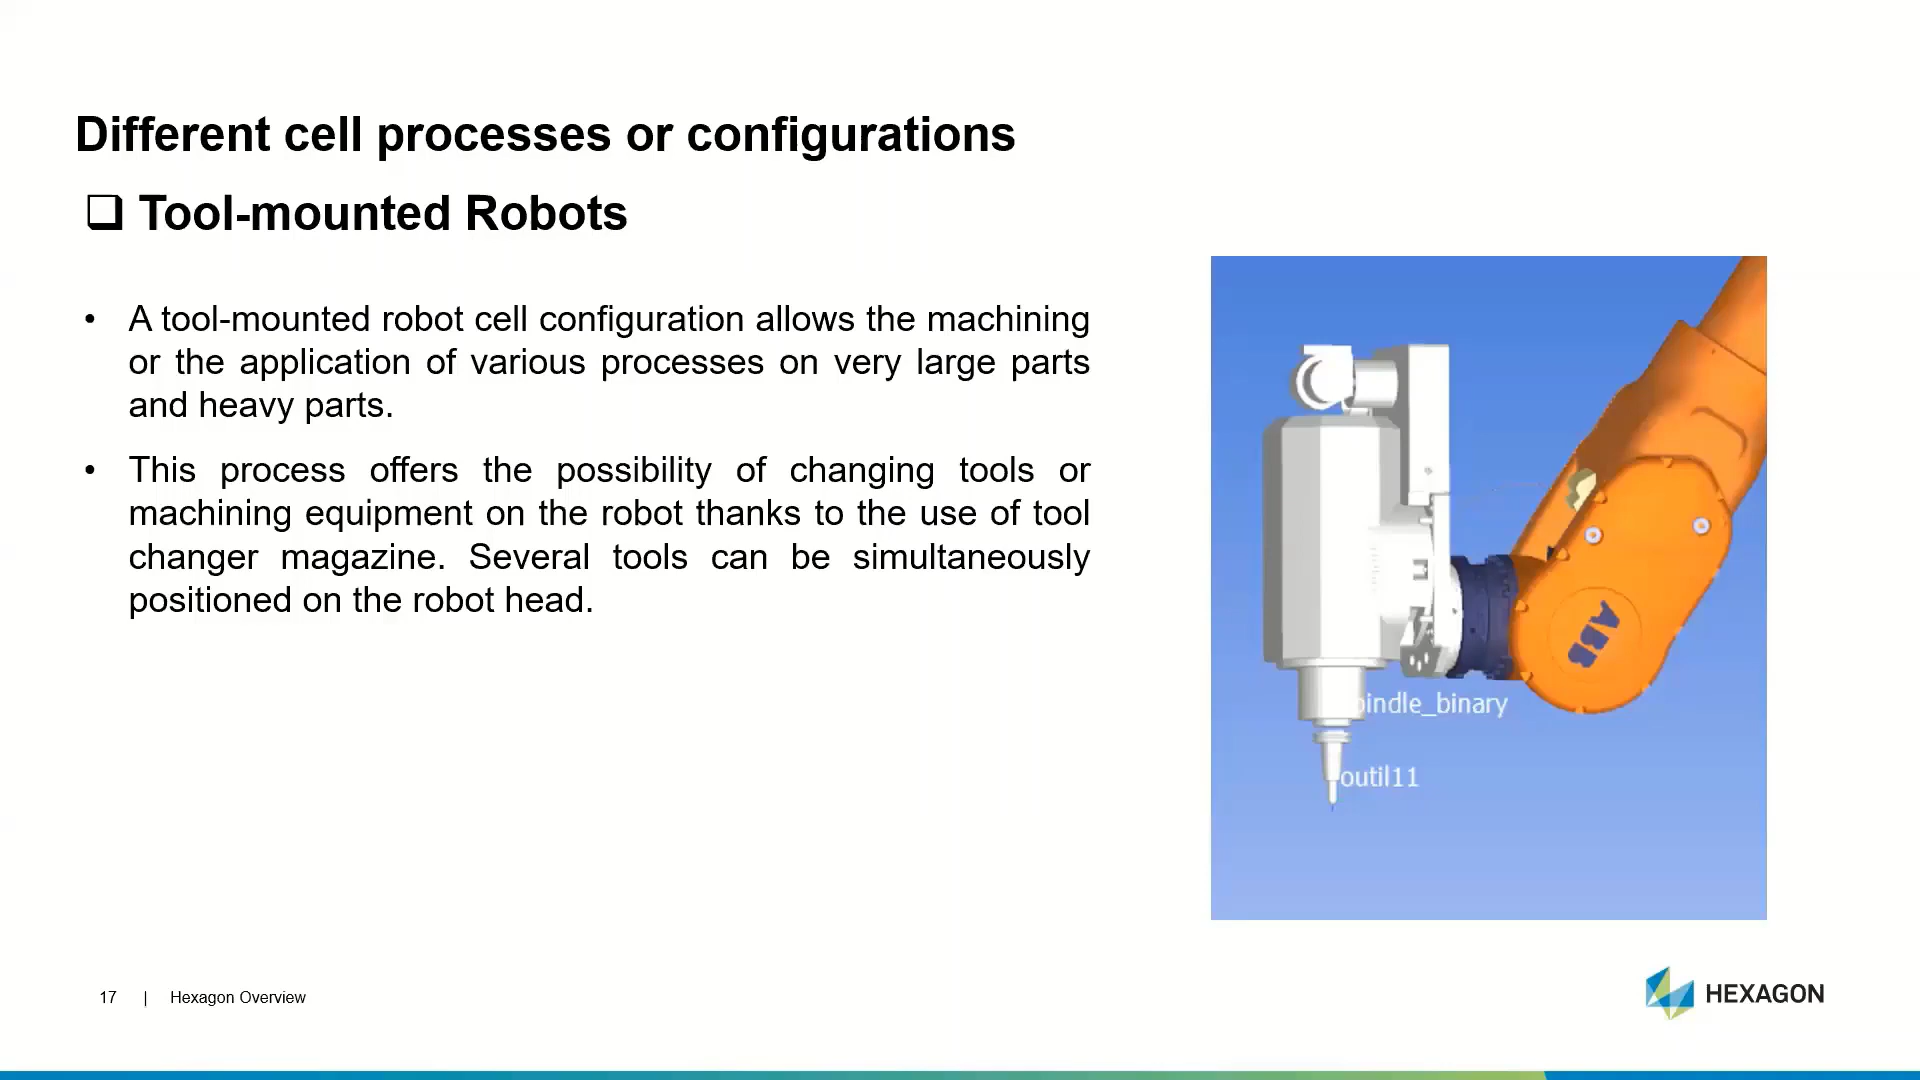 Different cell processes or configurations
❑ Tool-mounted Robots
• A tool-mounted robot cell configuration allows the machining
or the application of various processes on very large parts
and heavy parts.
• This process offers the possibility of changing tools or
machining equipment on the robot thanks to the use of tool
changer magazine. Several tools can be simultaneously
positioned on the robot head.
ABB
pindle_binary
outil11
17 | Hexagon Overview
HEXAGON